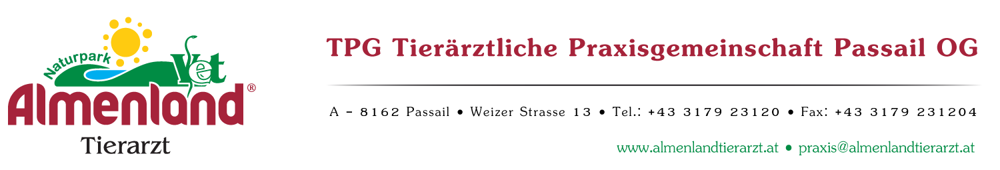 Naturpark
Vet
Almenland®
Tierarzt
TPG Tierärztliche Praxisgemeinschaft Passail OG
A – 8162 Passail • Weizer Strasse 13 • Tel.: +43 3179 23120 • Fax: +43 3179 231204
www.almenlandtierarzt.at • praxis@almenlandtierarzt.at